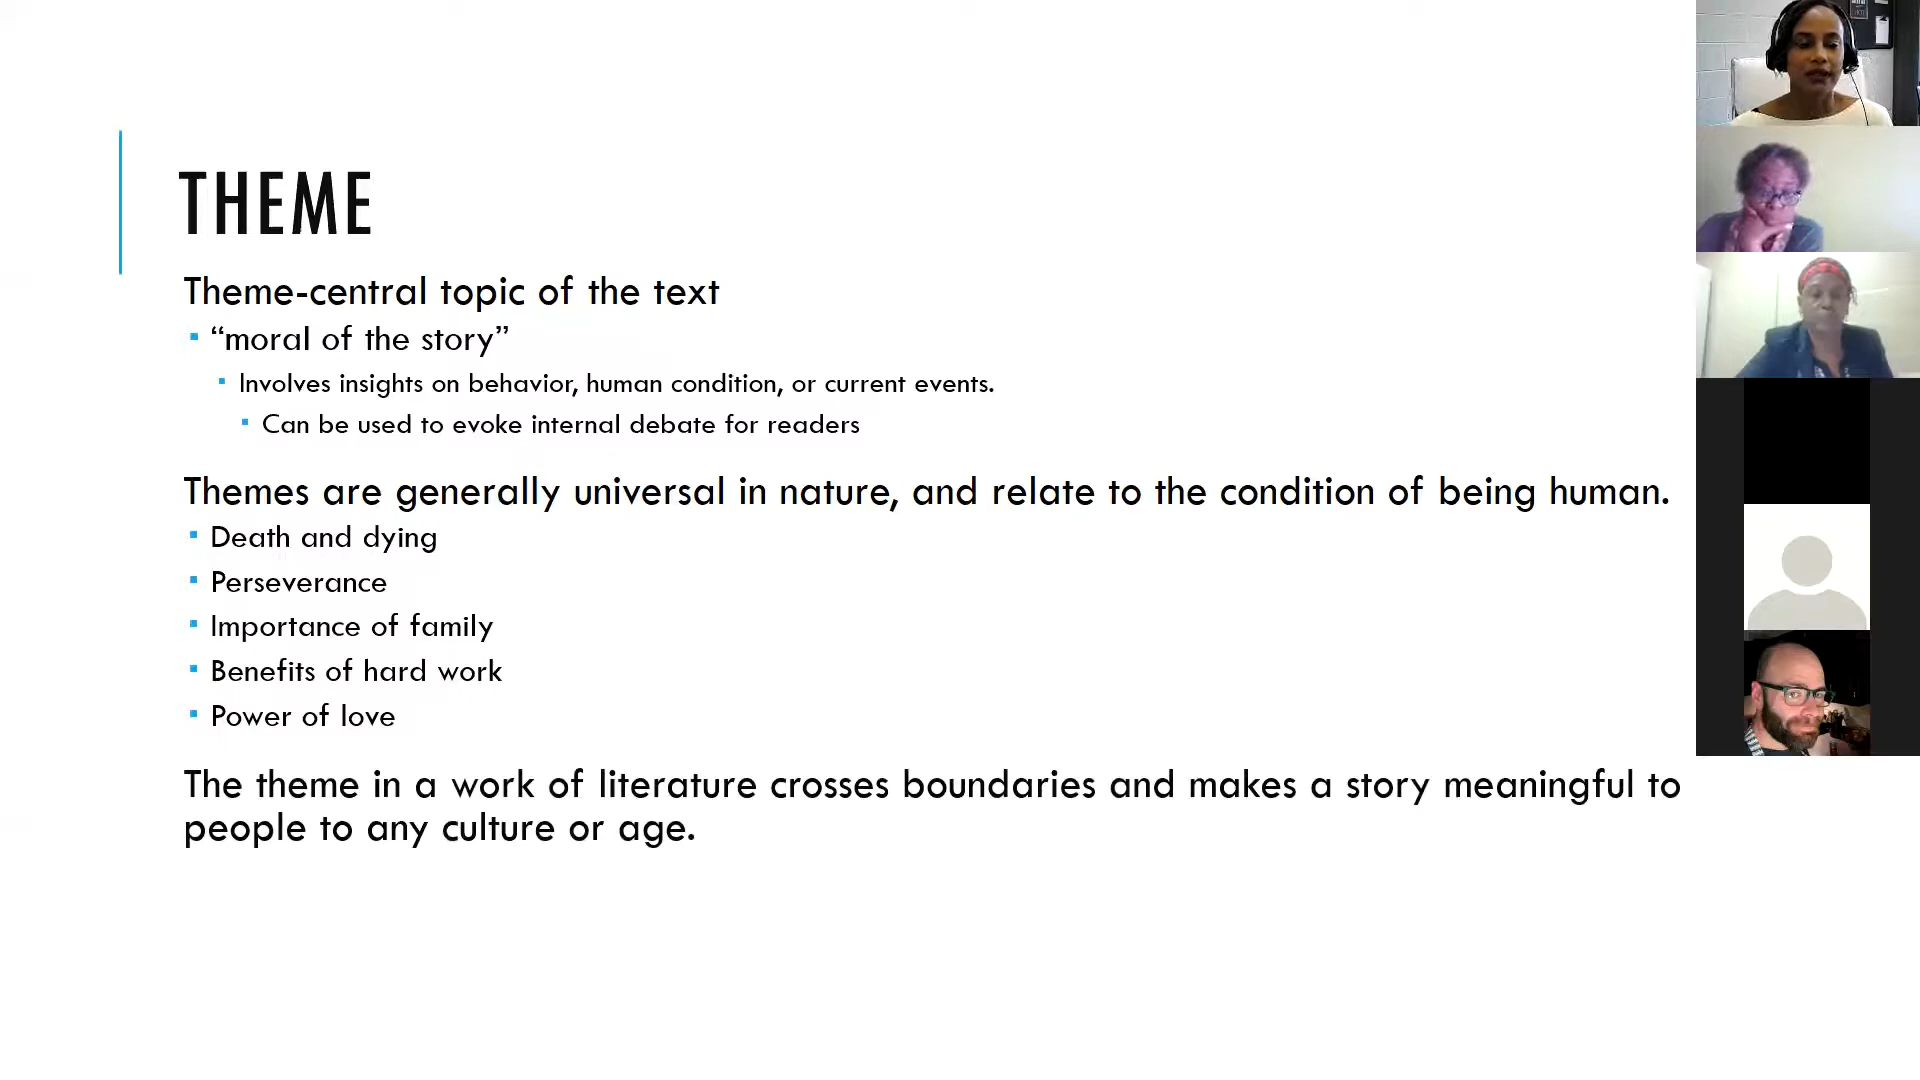 THEME
Theme-central topic of the text
“moral of the story”
Involves insights on behavior, human condition, or current events.
Can be used to evoke internal debate for readers
Themes are generally universal in nature, and relate to the condition of being human.
Death and dying
Perseverance
Importance of family
Benefits of hard work
Power of love
The theme in a work of literature crosses boundaries and makes a story meaningful to
people to any culture or age.